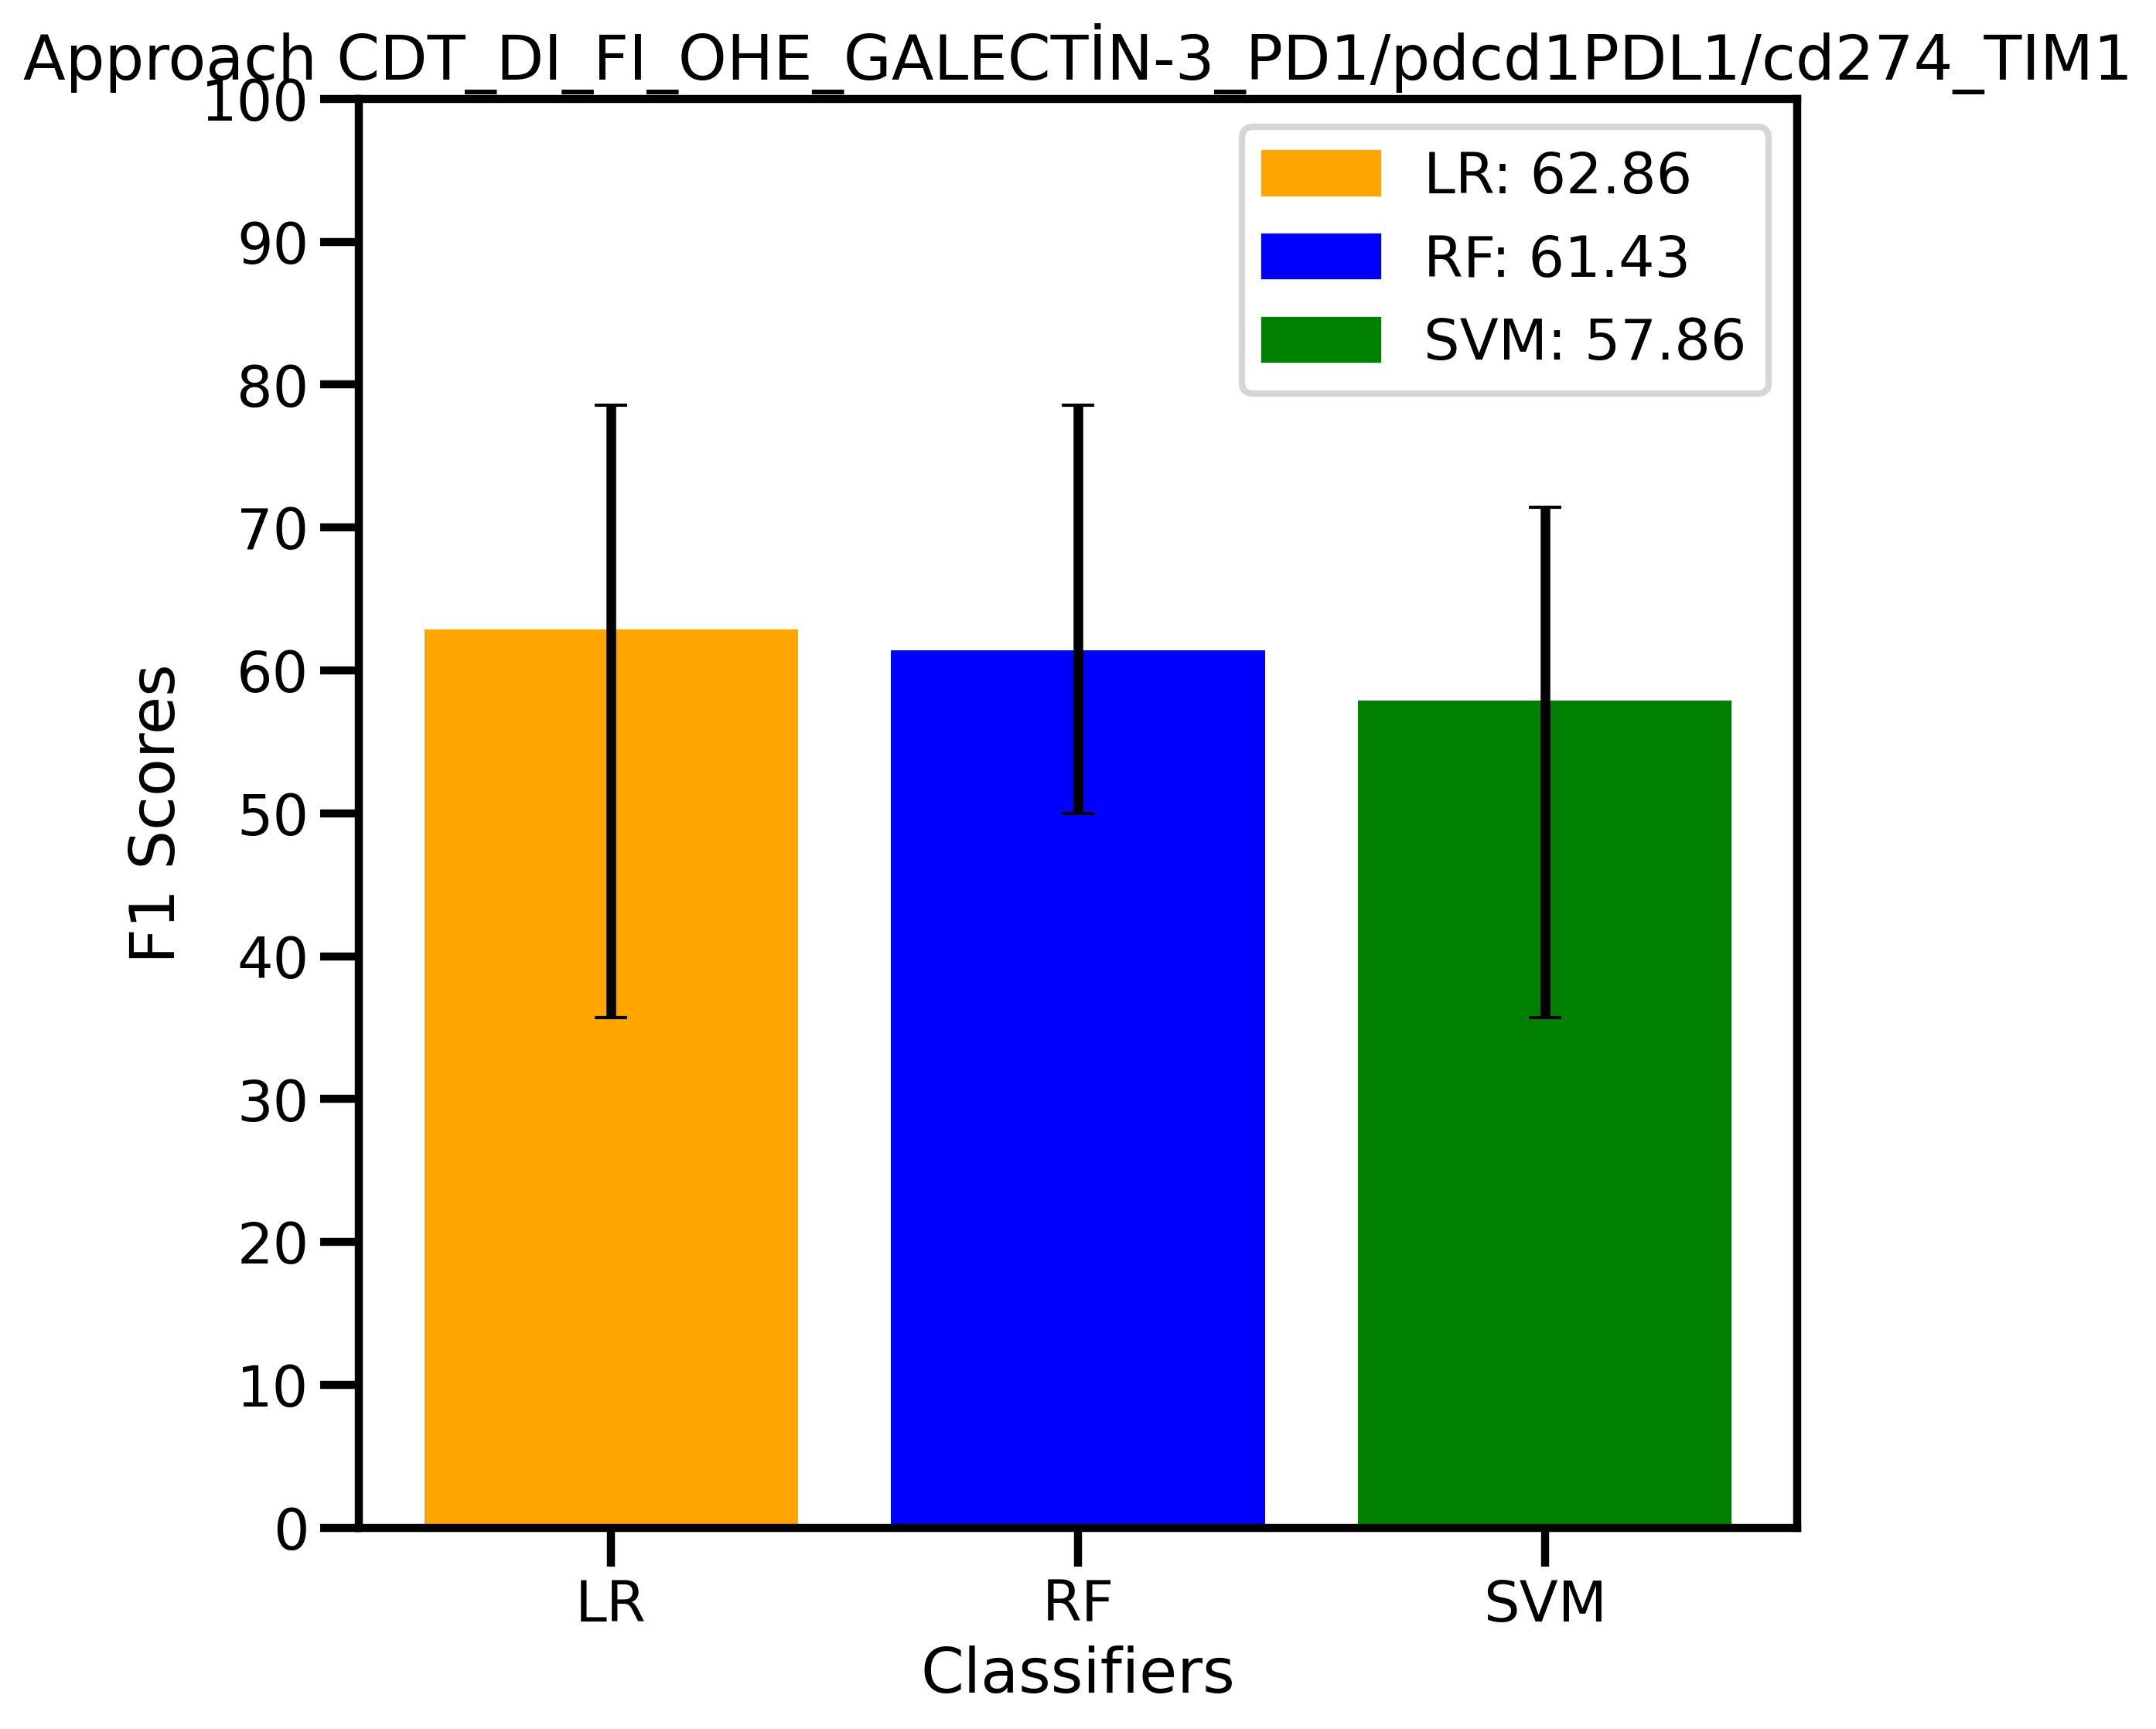 Approach CDT_DI_FI_OHE_GALECTİN-3_PD1/pdcd1PDL1/cd274_TIM1
100
90
80
70
60
50
40
30
20
10
0
F1 Scores
LR: 62.86
RF: 61.43
SVM: 57.86
LR
RF
SVM
Classifiers